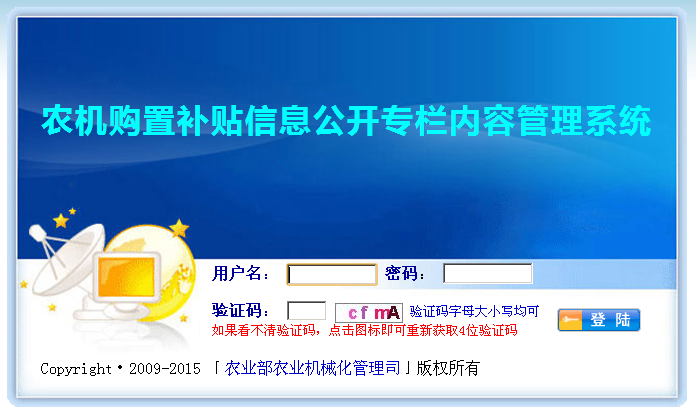 农机购置补贴信息公开专栏内容管理系统
用户名： 密码：
验证码： cfmA 验证码字母大小写均可
如果看不清验证码，点击图标即可重新获取4位验证码
登 陆
Copyright·2009-2015 「农业部农业机械化管理司」版权所有